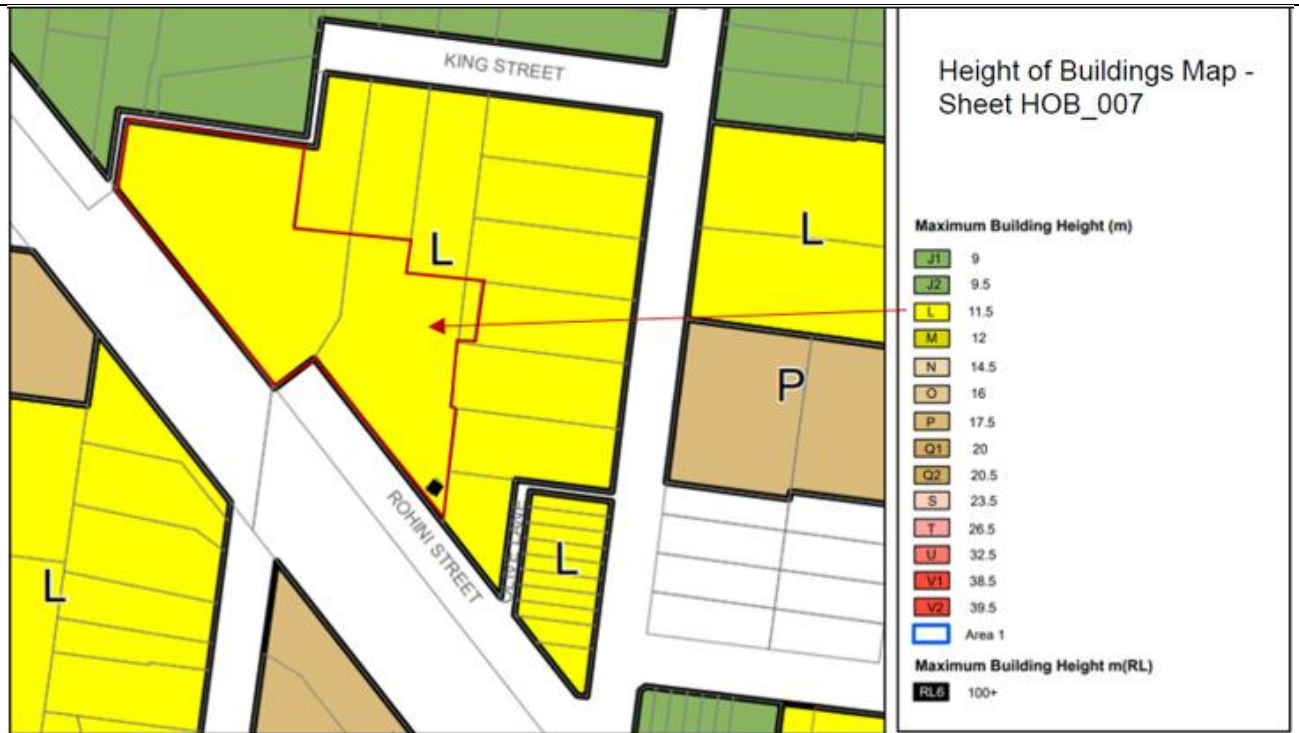 KING STREET
Height of Buildings Map -
Sheet HOB_007
L
L
P
ROHINI STREET
L
L
Maximum Building Height (m)
J1 9
J2 9.5
L 11.5
M 12
N 14.5
O 16
P 17.5
Q1 20
Q2 20.5
S 23.5
T 26.5
U 32.5
V1 38.5
V2 39.5
Area 1
Maximum Building Height m(RL)
RL6 100+